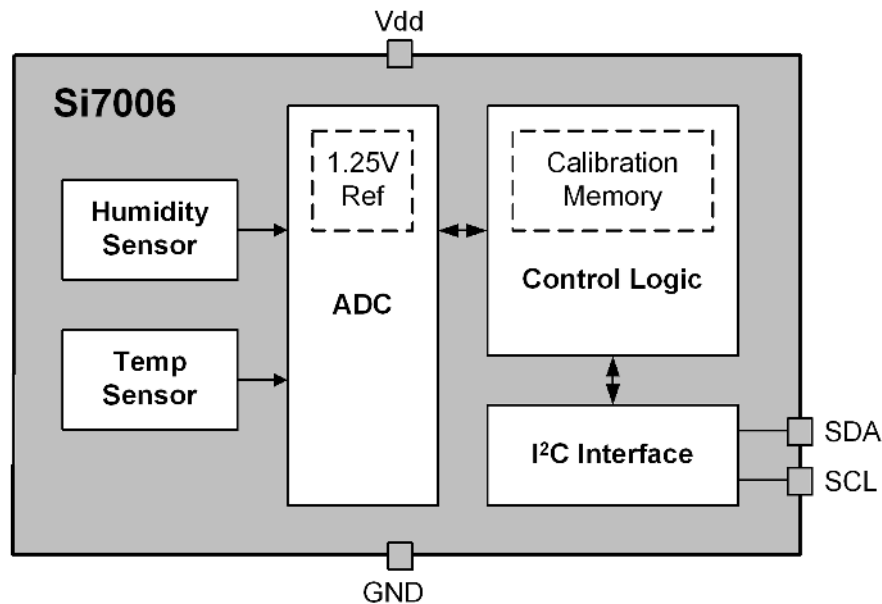 Vdd
Si7006
1.25V
Ref
Calibration
Memory
Humidity
Sensor
ADC
Control Logic
Temp
Sensor
I²C Interface
SDA
SCL
GND